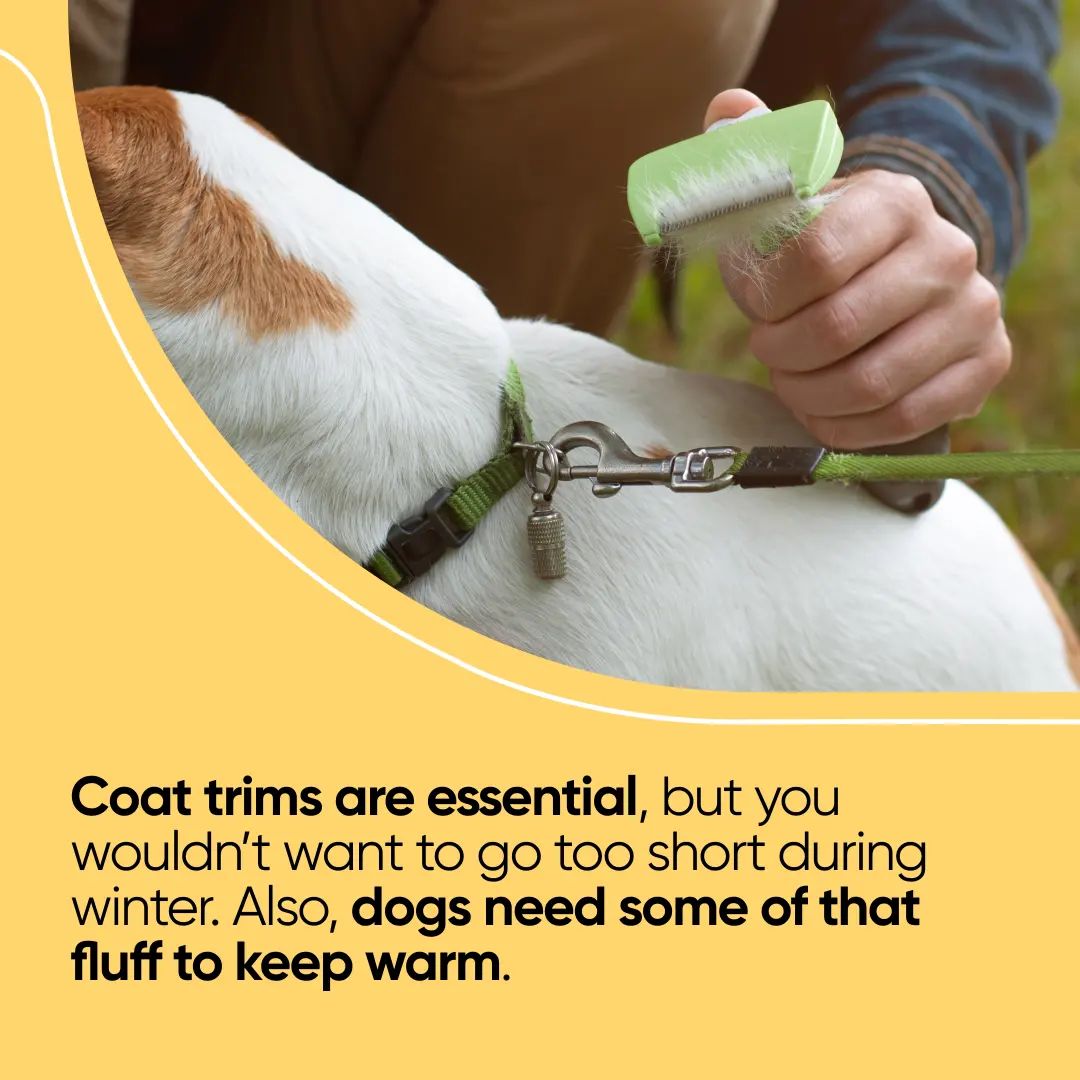 Coat trims are essential, but you
wouldn’t want to go too short during
winter. Also, dogs need some of that
fluff to keep warm.